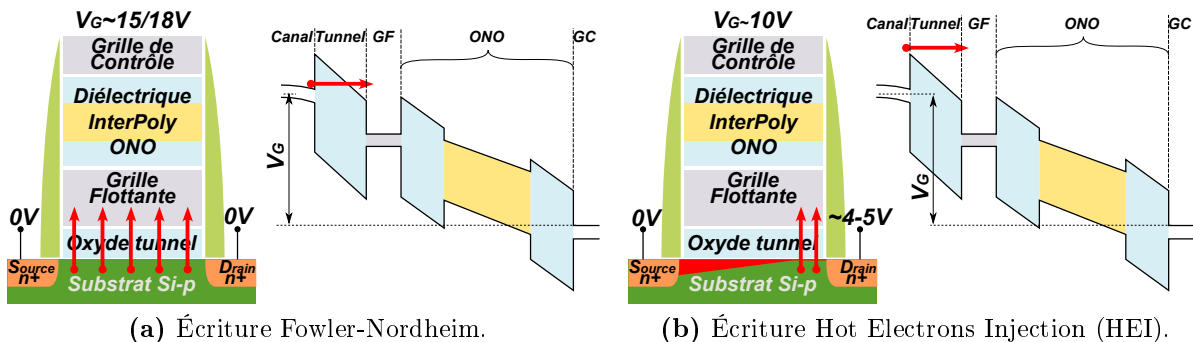 VG~15/18V
Grille de
Contrôle
Diélectrique
InterPoly
ONO
Grille
Flottante
0V
0V
Oxyde tunnel
Source
n+
Drain
n+
Substrat Si-p
Canal Tunnel GF ONO GC
VG
(a) Écriture Fowler-Nordheim.
VG~10V
Grille de
Contrôle
Diélectrique
InterPoly
ONO
Grille
Flottante
0V
~4-5V
Oxyde tunnel
Source
n+
Drain
n+
Substrat Si-p
Canal Tunnel GF ONO GC
VG
(b) Écriture Hot Electrons Injection (HEI).